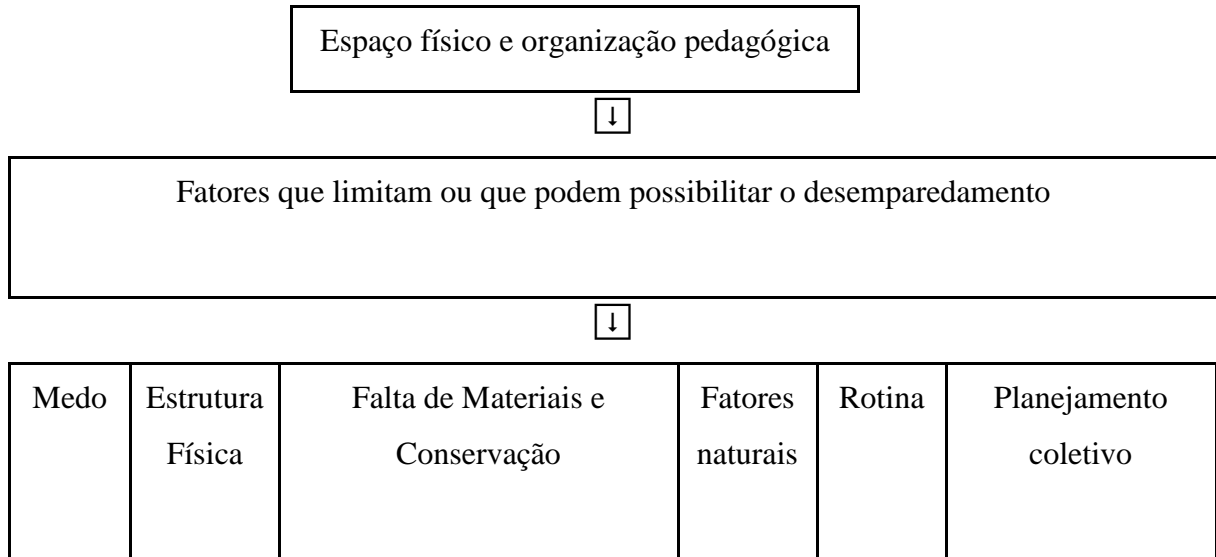 Espaço físico e organização pedagógica
↓
Fatores que limitam ou que podem possibilitar o desemparedamento
↓
Medo
Estrutura
Física
Falta de Materiais e
Conservação
Fatores
naturais
Rotina
Planejamento
coletivo